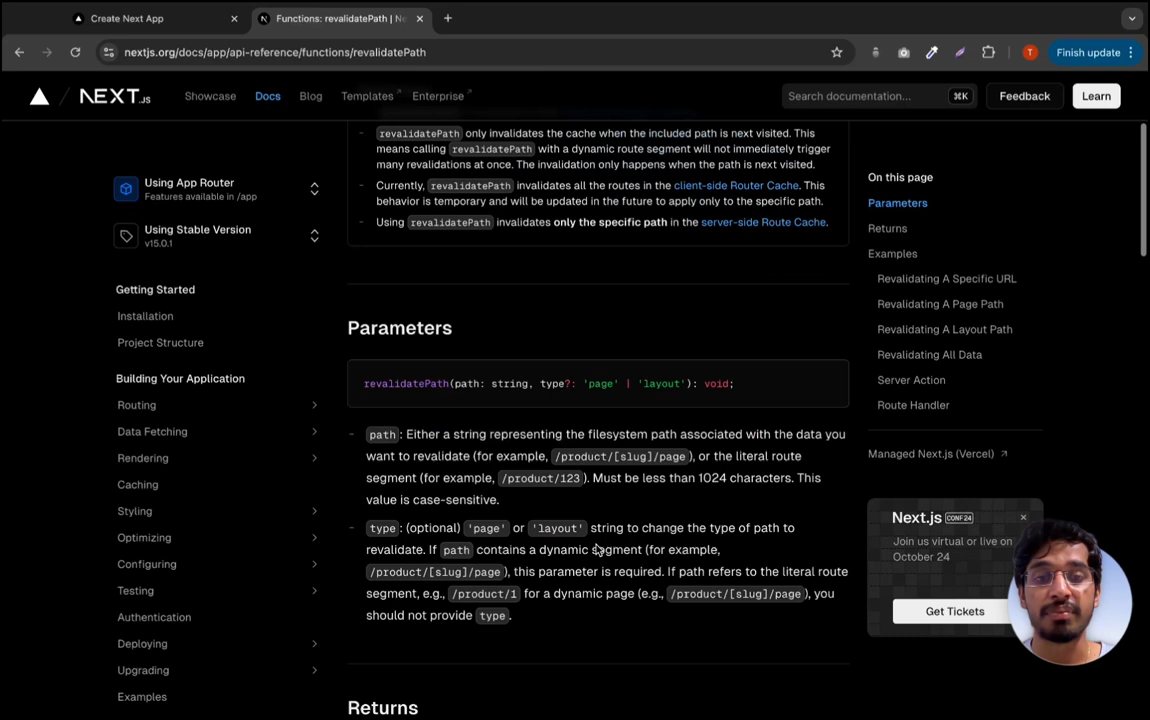 Create Next App
Functions: revalidatePath | Ne
nextjs.org/docs/app/api-reference/functions/revalidatePath
T
Finish update
NEXT.JS
Showcase
Docs
Blog
Templates
Enterprise
Search documentation...
⌘K
Feedback
Learn
Using App Router
Features available in /app
Using Stable Version
v15.0.1
Getting Started
Installation
Project Structure
Building Your Application
Routing
Data Fetching
Rendering
Caching
Styling
Optimizing
Configuring
Testing
Authentication
Deploying
Upgrading
Examples
revalidatePath only invalidates the cache when the included path is next visited. This
means calling revalidatePath with a dynamic route segment will not immediately trigger
many revalidations at once. The invalidation only happens when the path is next visited.
Currently, revalidatePath invalidates all the routes in the client-side Router Cache. This
behavior is temporary and will be updated in the future to apply only to the specific path.
Using revalidatePath invalidates only the specific path in the server-side Route Cache.
Parameters
revalidatePath(path: string, type?: 'page' | 'layout'): void;
path: Either a string representing the filesystem path associated with the data you
want to revalidate (for example, /product/[slug]/page), or the literal route
segment (for example, /product/123). Must be less than 1024 characters. This
value is case-sensitive.
type: (optional) 'page' or 'layout' string to change the type of path to
revalidate. If path contains a dynamic segment (for example,
/product/[slug]/page), this parameter is required. If path refers to the literal route
segment, e.g., /product/1 for a dynamic page (e.g., /product/[slug]/page), you
should not provide type.
Returns
On this page
Parameters
Returns
Examples
Revalidating A Specific URL
Revalidating A Page Path
Revalidating A Layout Path
Revalidating All Data
Server Action
Route Handler
Managed Next.js (Vercel)
Next.js CONF24
Join us virtual or live on
October 24
Get Tickets